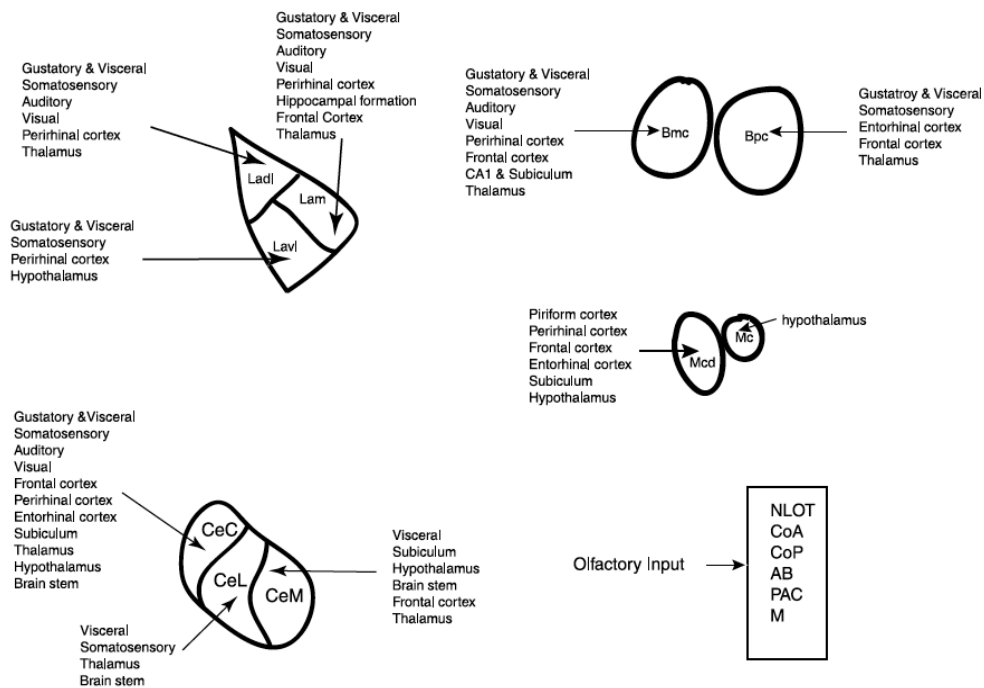 Gustatory & Visceral
Somatosensory
Auditory
Visual
Perirhinal cortex
Hippocampal formation
Frontal Cortex
Thalamus
Gustatory & Visceral
Somatosensory
Auditory
Visual
Perirhinal cortex
Thalamus
Ladl
Lam
Lavl
Gustatory & Visceral
Somatosensory
Perirhinal cortex
Hypothalamus
Gustatory & Visceral
Somatosensory
Auditory
Visual
Perirhinal cortex
Frontal cortex
CA1 & Subiculum
Thalamus
Bmc
Bpc
Gustatroy & Visceral
Somatosensory
Entorhinal cortex
Frontal cortex
Thalamus
Piriform cortex
Perirhinal cortex
Frontal cortex
Entorhinal cortex
Subiculum
Hypothalamus
Mcd
Mc
hypothalamus
Gustatory &Visceral
Somatosensory
Auditory
Visual
Frontal cortex
Perirhinal cortex
Entorhinal cortex
Subiculum
Thalamus
Hypothalamus
Brain stem
CeC
CeL
CeM
Visceral
Subiculum
Hypothalamus
Brain stem
Frontal cortex
Thalamus
Visceral
Somatosensory
Thalamus
Brain stem
Olfactory Input
NLOT
CoA
CoP
AB
PAC
M